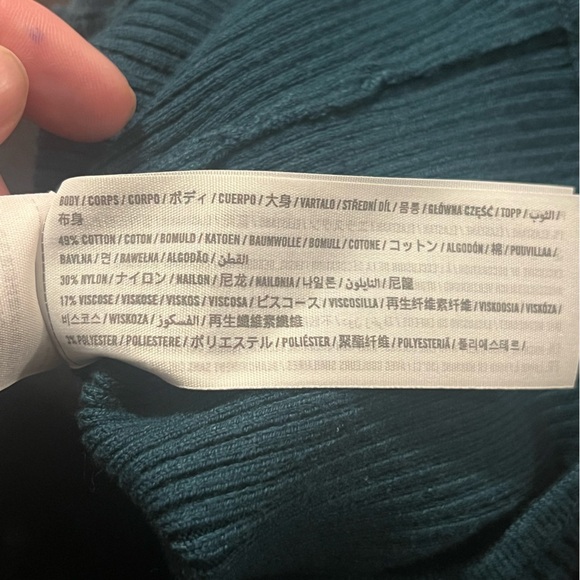 BODY / CORPS / CORPO / ボディ / CUERPO / 大身 / VARTALO / STŘEDNÍ DÍL / 몸통 / GŁÓWNA CZĘŚĆ / TOPP / الثوب /
布身
49% COTTON / COTON / BOMULD / KATOEN / BAUMWOLLE / BOMULL / COTONE / コットン / ALGODÓN / 棉 / PUUVILLAA /
BAVLNA / 면 / BAWEŁNA / ALGODÃO / القطن
30% NYLON / ナイロン / NAILON / 尼龙 / NAILONIA / 나일론 / النايلون / 尼龍
17% VISCOSE / VISKOSE / VISKOS / VISCOSA / ビスコース / VISCOSILLA / 再生纤维素纤维 / VISKOOSIA / VISKÓZA /
비스코스 / WISKOZA / الفسكوز / 再生纖維素纖維
POLYESTER / POLIESTERE / ポリエステル / POLIÉSTER / 聚酯纤维 / POLYESTERIÄ / 폴리에스테르 /